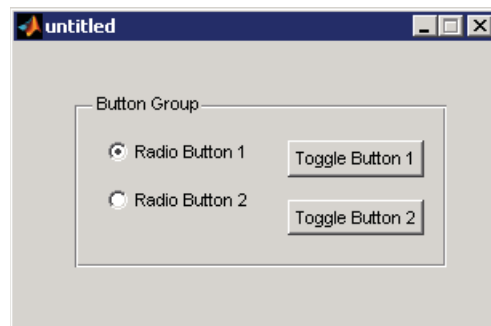 untitled
Button Group
Radio Button 1
Toggle Button 1
Radio Button 2
Toggle Button 2